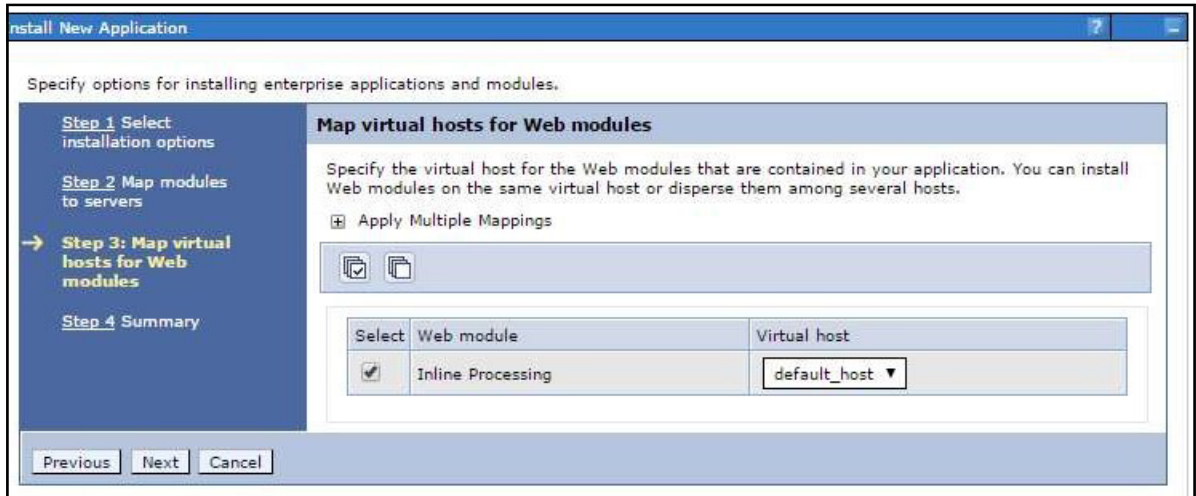 nstall New Application
?
Specify options for installing enterprise applications and modules.
Step 1 Select
installation options
Step 2 Map modules
to servers
Step 3: Map virtual
hosts for Web
modules
Step 4 Summary
Map virtual hosts for Web modules
Specify the virtual host for the Web modules that are contained in your application. You can install
Web modules on the same virtual host or disperse them among several hosts.
Apply Multiple Mappings
Select Web module Virtual host
Inline Processing default_host
Previous Next Cancel